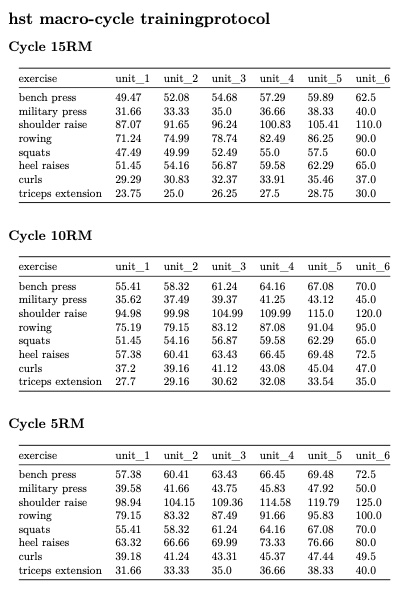 hst macro-cycle trainingprotocol
Cycle 15RM
exercise unit_1 unit_2 unit_3 unit_4 unit_5 unit_6
bench press 49.47 52.08 54.68 57.29 59.89 62.5
military press 31.66 33.33 35.0 36.66 38.33 40.0
shoulder raise 87.07 91.65 96.24 100.83 105.41 110.0
rowing 71.24 74.99 78.74 82.49 86.25 90.0
squats 47.49 49.99 52.49 55.0 57.5 60.0
heel raises 51.45 54.16 56.87 59.58 62.29 65.0
curls 29.29 30.83 32.37 33.91 35.46 37.0
triceps extension 23.75 25.0 26.25 27.5 28.75 30.0
Cycle 10RM
exercise unit_1 unit_2 unit_3 unit_4 unit_5 unit_6
bench press 55.41 58.32 61.24 64.16 67.08 70.0
military press 35.62 37.49 39.37 41.25 43.12 45.0
shoulder raise 94.98 99.98 104.99 109.99 115.0 120.0
rowing 75.19 79.15 83.12 87.08 91.04 95.0
squats 51.45 54.16 56.87 59.58 62.29 65.0
heel raises 57.38 60.41 63.43 66.45 69.48 72.5
curls 37.2 39.16 41.12 43.08 45.04 47.0
triceps extension 27.7 29.16 30.62 32.08 33.54 35.0
Cycle 5RM
exercise unit_1 unit_2 unit_3 unit_4 unit_5 unit_6
bench press 57.38 60.41 63.43 66.45 69.48 72.5
military press 39.58 41.66 43.75 45.83 47.92 50.0
shoulder raise 98.94 104.15 109.36 114.58 119.79 125.0
rowing 79.15 83.32 87.49 91.66 95.83 100.0
squats 55.41 58.32 61.24 64.16 67.08 70.0
heel raises 63.32 66.66 69.99 73.33 76.66 80.0
curls 39.18 41.24 43.31 45.37 47.44 49.5
triceps extension 31.66 33.33 35.0 36.66 38.33 40.0